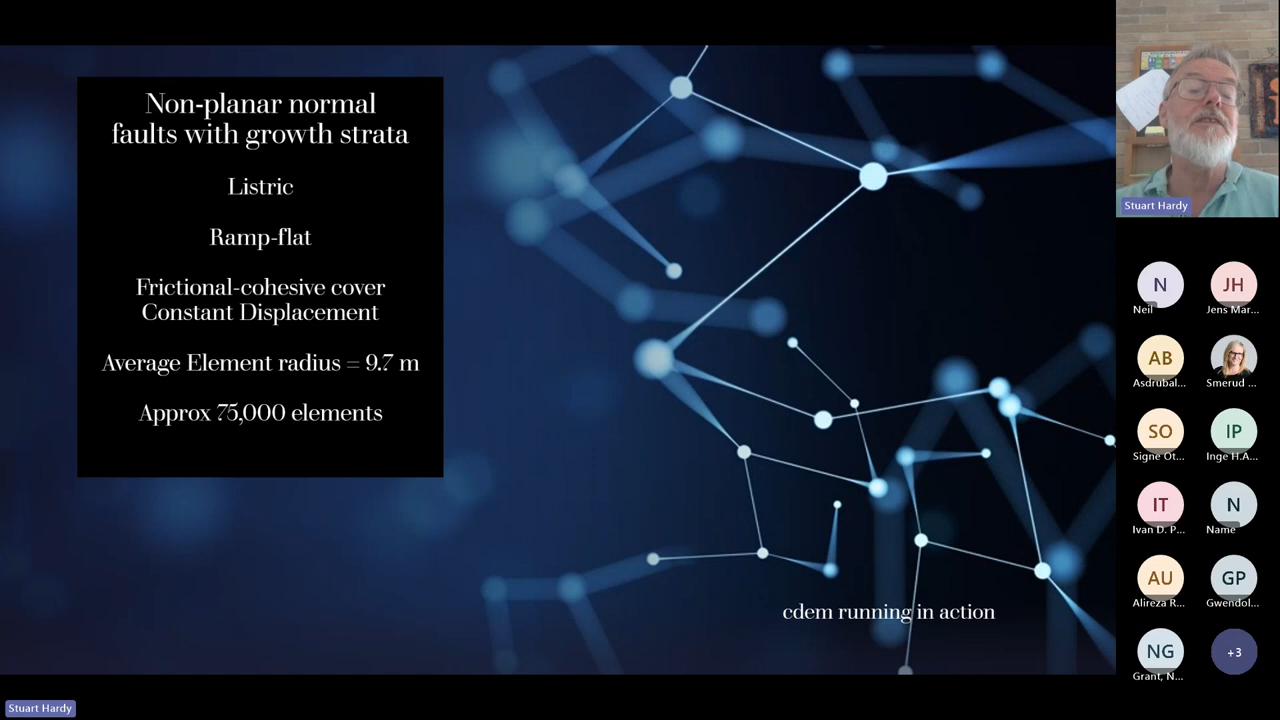 Non-planar normal
faults with growth strata
Listric
Ramp-flat
Frictional-cohesive cover
Constant Displacement
Average Element radius = 9.7 m
Approx 75,000 elements
cdem running in action
Stuart Hardy
N
Neil
JH
Jens Mar...
AB
Asdrubal...
Smerud ...
SO
Signe Ot...
IP
Inge H.A...
IT
Ivan D. P...
N
Name
AU
Alireza R...
GP
Gwendol...
NG
Grant, N...
+3
Stuart Hardy